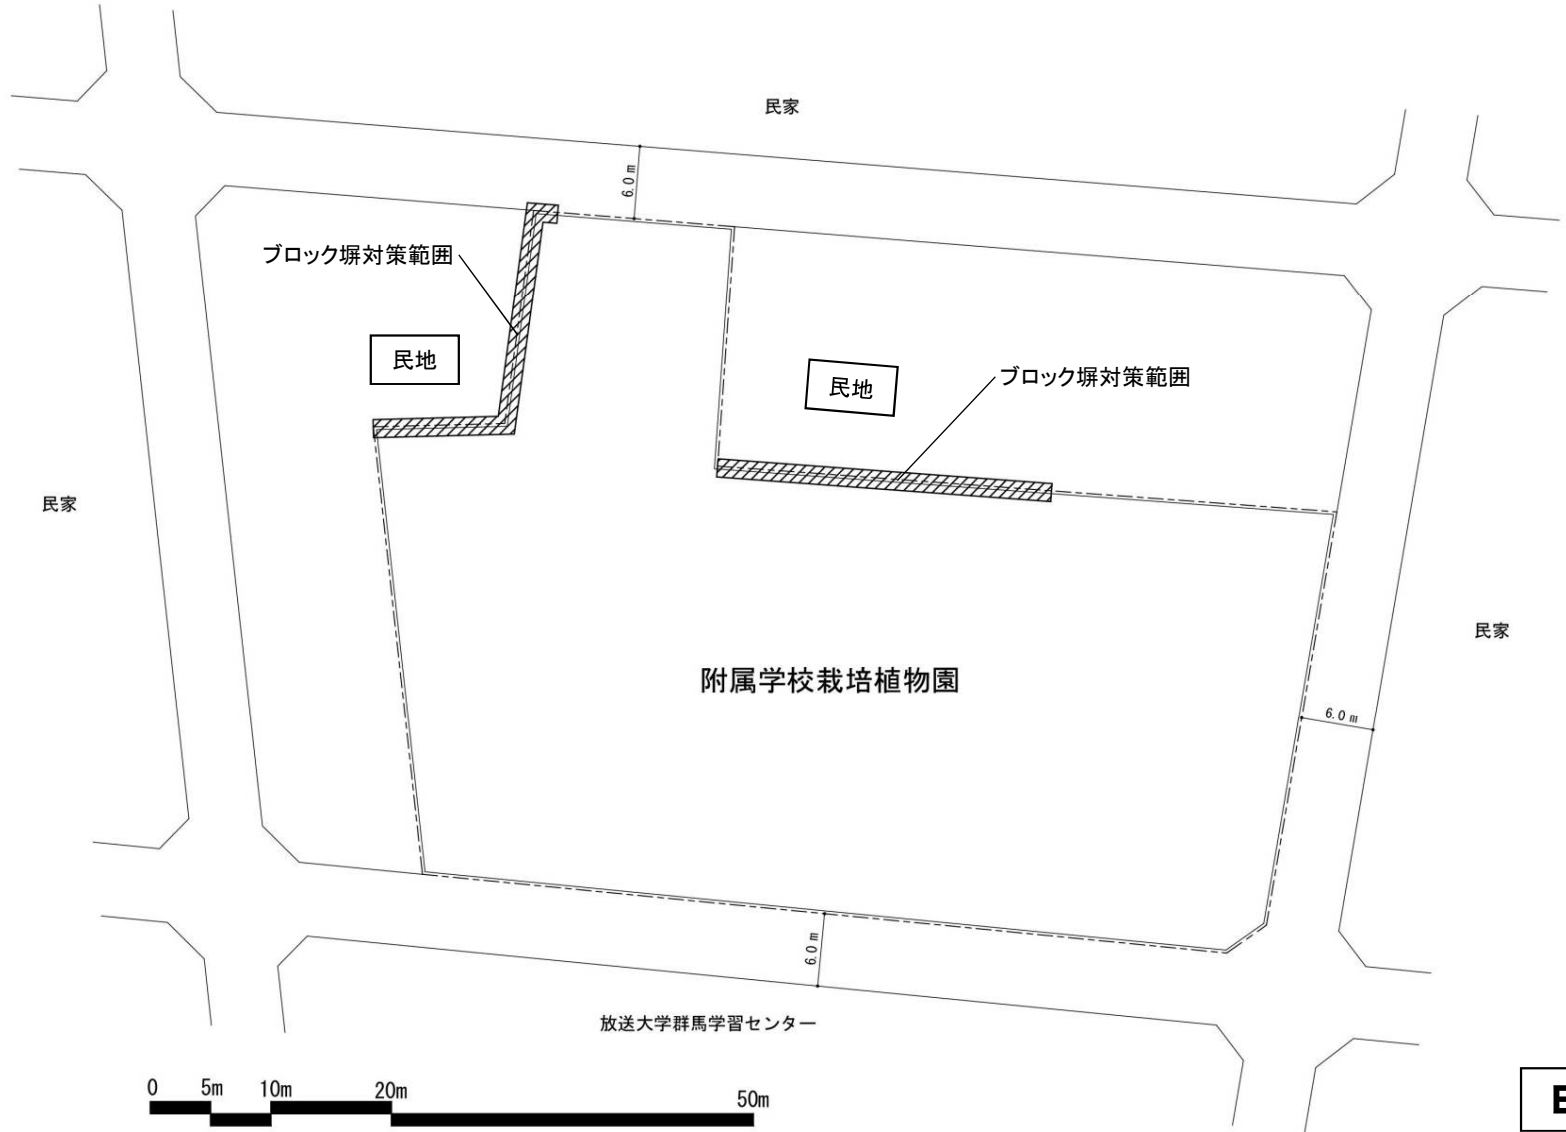 民家
6.0 m
ブロック塀対策範囲
民地
民地
ブロック塀対策範囲
民家
民家
附属学校栽培植物園
6.0 m
6.0 m
放送大学群馬学習センター
0 5m 10m 20m 50m